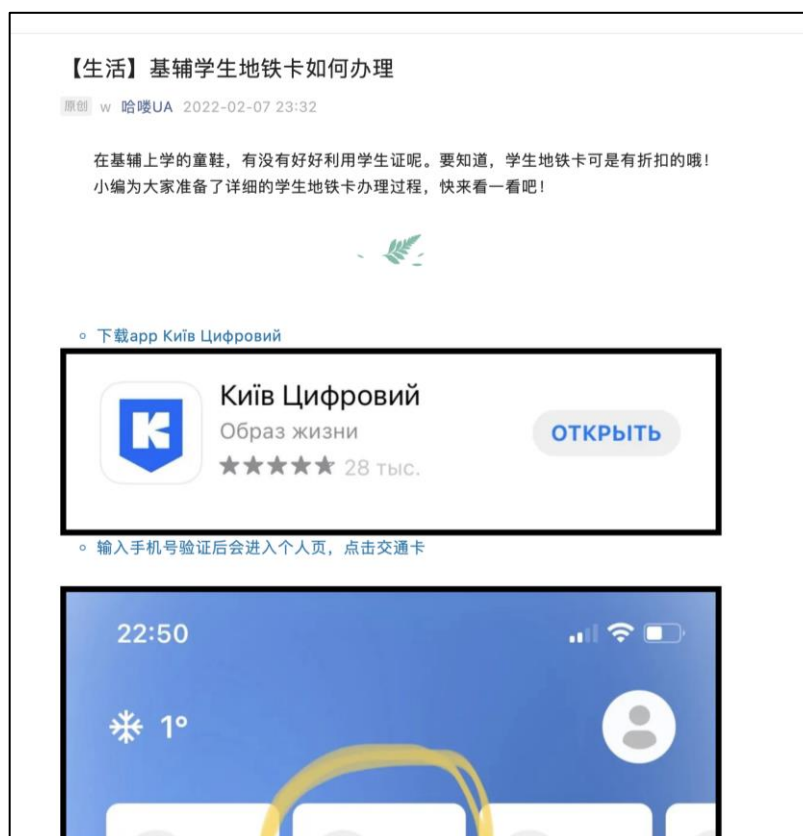 【生活】基辅学生地铁卡如何办理
原创 w 哈喽UA 2022-02-07 23:32
在基辅上学的童鞋，有没有好好利用学生证呢。要知道，学生地铁卡可是有折扣的哦！
小编为大家准备了详细的学生地铁卡办理过程，快来看一看吧！
下载app Київ Цифровий
Київ Цифровий
Образ жизни
ОТКРЫТЬ
28 тыс.
输入手机号验证后会进入个人页，点击交通卡
22:50
1°